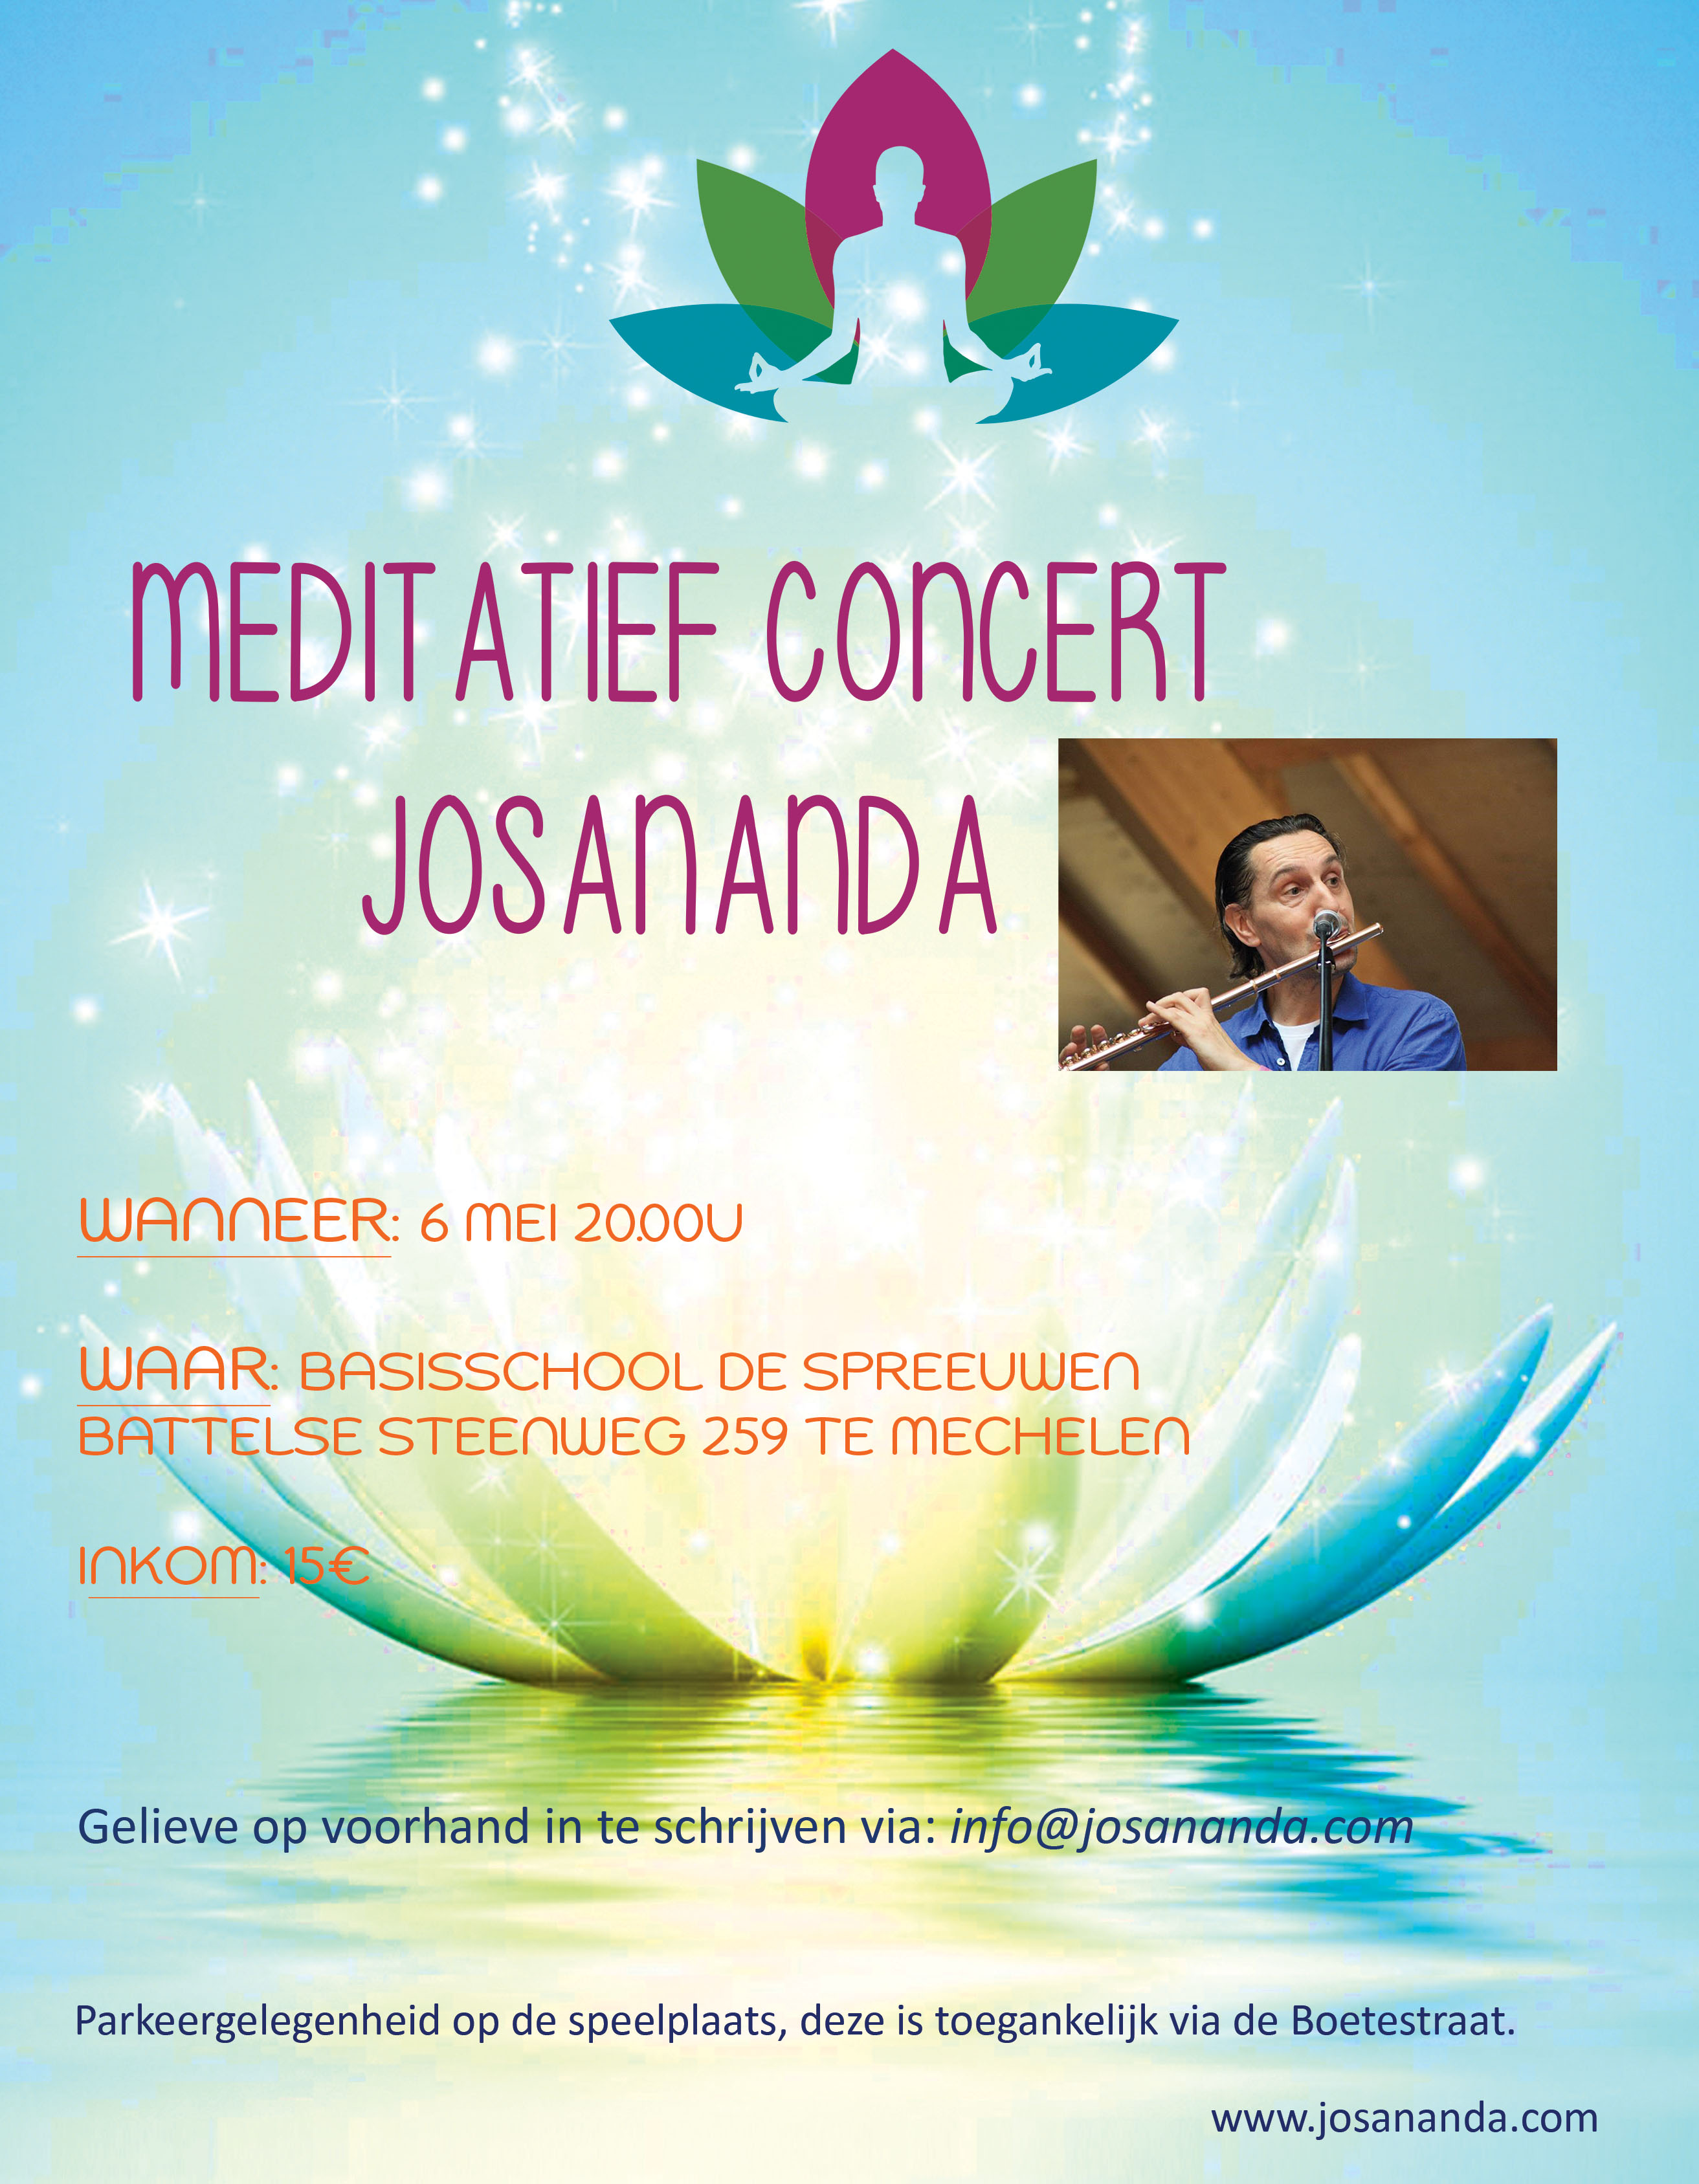 MEDITATIEF CONCERT
JOSANANDA
WANNEER: 6 MEI 20.00U
WAAR: BASISSCHOOL DE SPREEUWEN
BATTELSE STEENWEG 259 TE MECHELEN
INKOM: 15€
Gelieve op voorhand in te schrijven via: info@josananda.com
Parkeergelegenheid op de speelplaats, deze is toegankelijk via de Boetestraat.
www.josananda.com